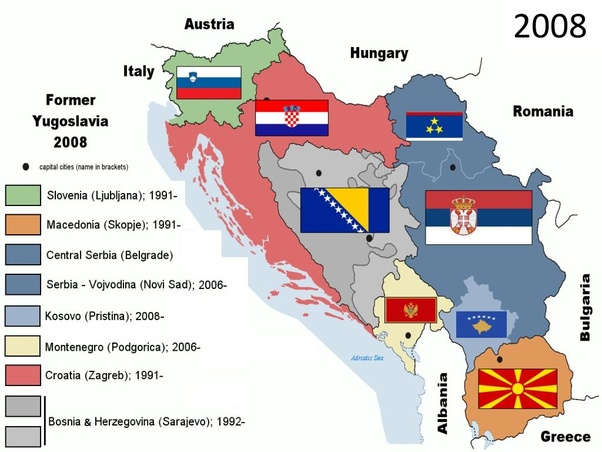 2008
Austria
Hungary
Italy
Romania
Former
Yugoslavia
2008
capital cities (name in brackets)
Slovenia (Ljubljana); 1991-
Macedonia (Skopje); 1991-
Central Serbia (Belgrade)
Serbia - Vojvodina (Novi Sad); 2006-
Kosovo (Pristina); 2008-
Montenegro (Podgorica); 2006-
Croatia (Zagreb); 1991-
Bosnia & Herzegovina (Sarajevo); 1992-
Adriatic Sea
Bulgaria
Albania
Greece